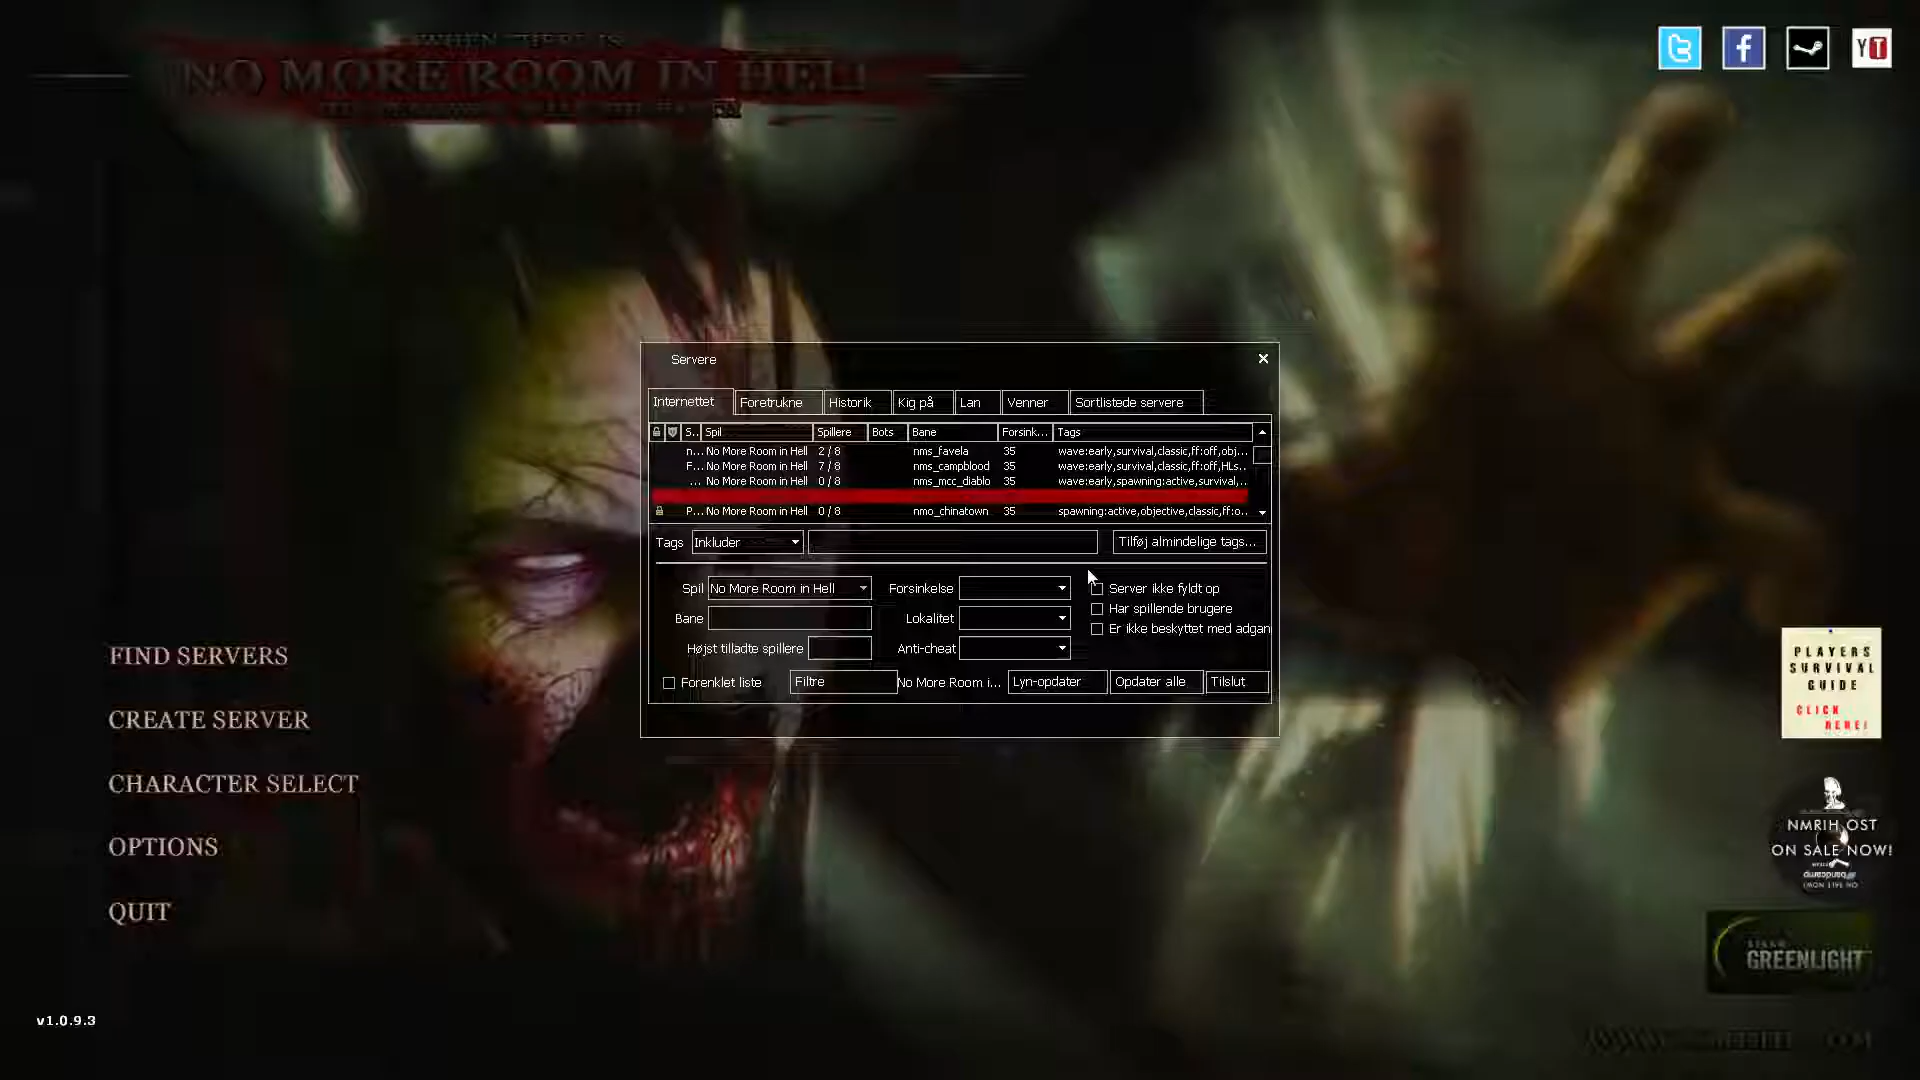 WHEN THERE IS
NO MORE ROOM IN HELL
Servere
Internettet
Foretrukne
Historik
Kig på
Lan
Venner
Sortlistede servere
S.. Spil Spillere Bots Bane Forsink... Tags
n... No More Room in Hell 2 / 8 nms_favela 35 wave:early,survival,classic,ff:off,obj...
F... No More Room in Hell 7 / 8 nms_campblood 35 wave:early,survival,classic,ff:off,HLs...
... No More Room in Hell 0 / 8 nms_mcc_diablo 35 wave:early,spawning:active,survival,...
P... No More Room in Hell 0 / 8 nmo_chinatown 35 spawning:active,objective,classic,ff:o...
Tags Inkluder Tilføj almindelige tags...
Spil No More Room in Hell Forsinkelse Server ikke fyldt op
Har spillende brugere
Bane Lokalitet
Er ikke beskyttet med adgan
Højst tilladte spillere Anti-cheat
Forenklet liste Filtre No More Room i... Lyn-opdater Opdater alle Tilslut
FIND SERVERS
CREATE SERVER
CHARACTER SELECT
OPTIONS
QUIT
v1.0.9.3
YT
PLAYERS
SURVIVAL
GUIDE
CLICK
HERE!
NMRIH OST
ON SALE NOW!
GREENLIGHT